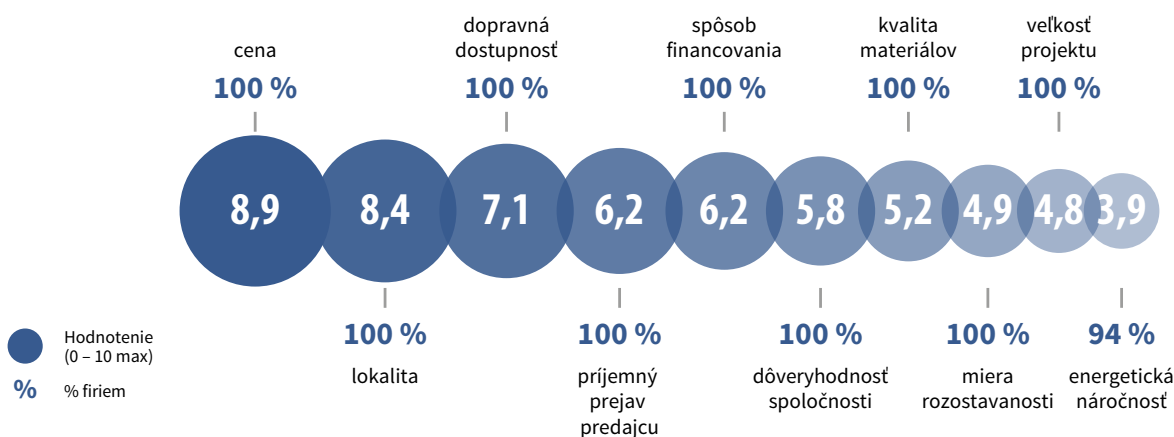 cena
100 %
dopravná
dostupnosť
100 %
spôsob
financovania
100 %
kvalita
materiálov
100 %
veľkosť
projektu
100 %
8,9
8,4
7,1
6,2
6,2
5,8
5,2
4,9
4,8
3,9
100 %
lokalita
100 %
príjemný
prejav
predajcu
100 %
dôveryhodnosť
spoločnosti
100 %
miera
rozostavanosti
94 %
energetická
náročnosť
Hodnotenie
(0 – 10 max)
%
% firiem